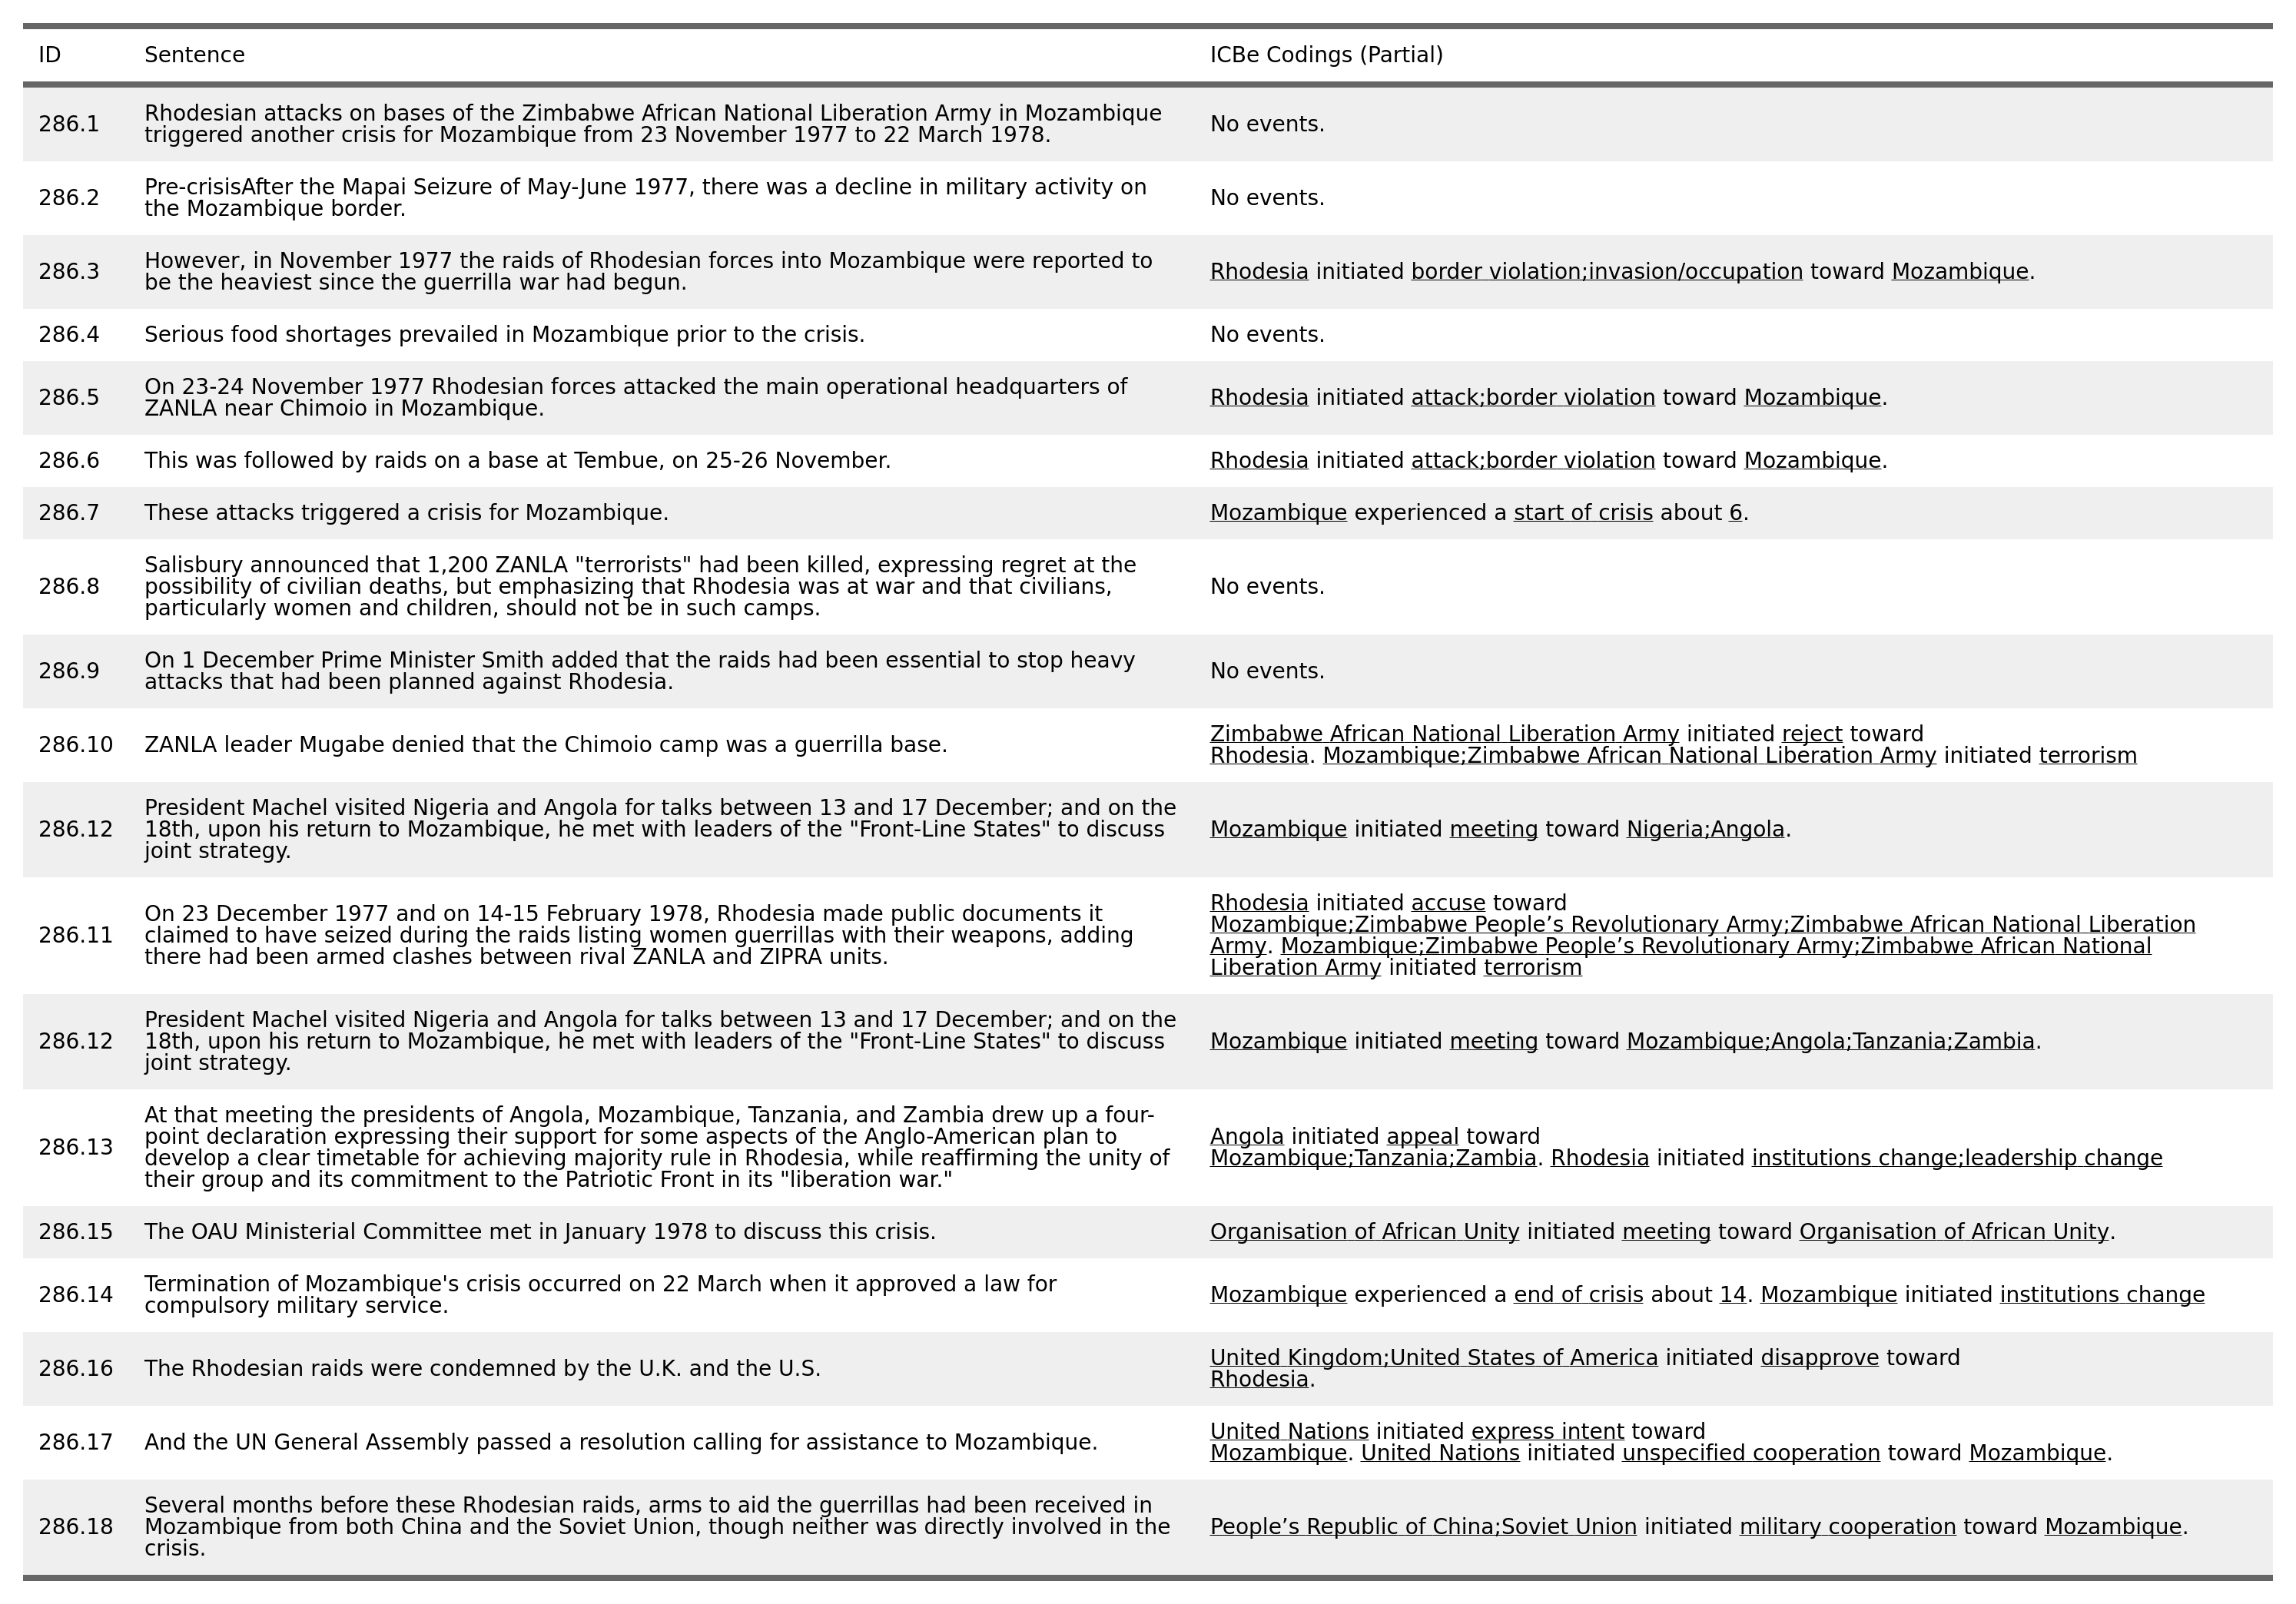 ID Sentence ICBe Codings (Partial)
286.1 Rhodesian attacks on bases of the Zimbabwe African National Liberation Army in Mozambique
triggered another crisis for Mozambique from 23 November 1977 to 22 March 1978. No events.
286.2 Pre-crisisAfter the Mapai Seizure of May-June 1977, there was a decline in military activity on
the Mozambique border. No events.
286.3 However, in November 1977 the raids of Rhodesian forces into Mozambique were reported to
be the heaviest since the guerrilla war had begun. Rhodesia initiated border violation;invasion/occupation toward Mozambique.
286.4 Serious food shortages prevailed in Mozambique prior to the crisis. No events.
286.5 On 23-24 November 1977 Rhodesian forces attacked the main operational headquarters of
ZANLA near Chimoio in Mozambique. Rhodesia initiated attack;border violation toward Mozambique.
286.6 This was followed by raids on a base at Tembue, on 25-26 November. Rhodesia initiated attack;border violation toward Mozambique.
286.7 These attacks triggered a crisis for Mozambique. Mozambique experienced a start of crisis about 6.
286.8 Salisbury announced that 1,200 ZANLA "terrorists" had been killed, expressing regret at the
possibility of civilian deaths, but emphasizing that Rhodesia was at war and that civilians,
particularly women and children, should not be in such camps. No events.
286.9 On 1 December Prime Minister Smith added that the raids had been essential to stop heavy
attacks that had been planned against Rhodesia. No events.
286.10 ZANLA leader Mugabe denied that the Chimoio camp was a guerrilla base. Zimbabwe African National Liberation Army initiated reject toward
Rhodesia. Mozambique;Zimbabwe African National Liberation Army initiated terrorism
286.12 President Machel visited Nigeria and Angola for talks between 13 and 17 December; and on the
18th, upon his return to Mozambique, he met with leaders of the "Front-Line States" to discuss
joint strategy. Mozambique initiated meeting toward Nigeria;Angola.
286.11 On 23 December 1977 and on 14-15 February 1978, Rhodesia made public documents it
claimed to have seized during the raids listing women guerrillas with their weapons, adding
there had been armed clashes between rival ZANLA and ZIPRA units. Rhodesia initiated accuse toward
Mozambique;Zimbabwe People’s Revolutionary Army;Zimbabwe African National Liberation
Army. Mozambique;Zimbabwe People’s Revolutionary Army;Zimbabwe African National
Liberation Army initiated terrorism
286.12 President Machel visited Nigeria and Angola for talks between 13 and 17 December; and on the
18th, upon his return to Mozambique, he met with leaders of the "Front-Line States" to discuss
joint strategy. Mozambique initiated meeting toward Mozambique;Angola;Tanzania;Zambia.
286.13 At that meeting the presidents of Angola, Mozambique, Tanzania, and Zambia drew up a four-
point declaration expressing their support for some aspects of the Anglo-American plan to
develop a clear timetable for achieving majority rule in Rhodesia, while reaffirming the unity of
their group and its commitment to the Patriotic Front in its "liberation war." Angola initiated appeal toward
Mozambique;Tanzania;Zambia. Rhodesia initiated institutions change;leadership change
286.15 The OAU Ministerial Committee met in January 1978 to discuss this crisis. Organisation of African Unity initiated meeting toward Organisation of African Unity.
286.14 Termination of Mozambique's crisis occurred on 22 March when it approved a law for
compulsory military service. Mozambique experienced a end of crisis about 14. Mozambique initiated institutions change
286.16 The Rhodesian raids were condemned by the U.K. and the U.S. United Kingdom;United States of America initiated disapprove toward
Rhodesia.
286.17 And the UN General Assembly passed a resolution calling for assistance to Mozambique. United Nations initiated express intent toward
Mozambique. United Nations initiated unspecified cooperation toward Mozambique.
286.18 Several months before these Rhodesian raids, arms to aid the guerrillas had been received in
Mozambique from both China and the Soviet Union, though neither was directly involved in the
crisis. People’s Republic of China;Soviet Union initiated military cooperation toward Mozambique.